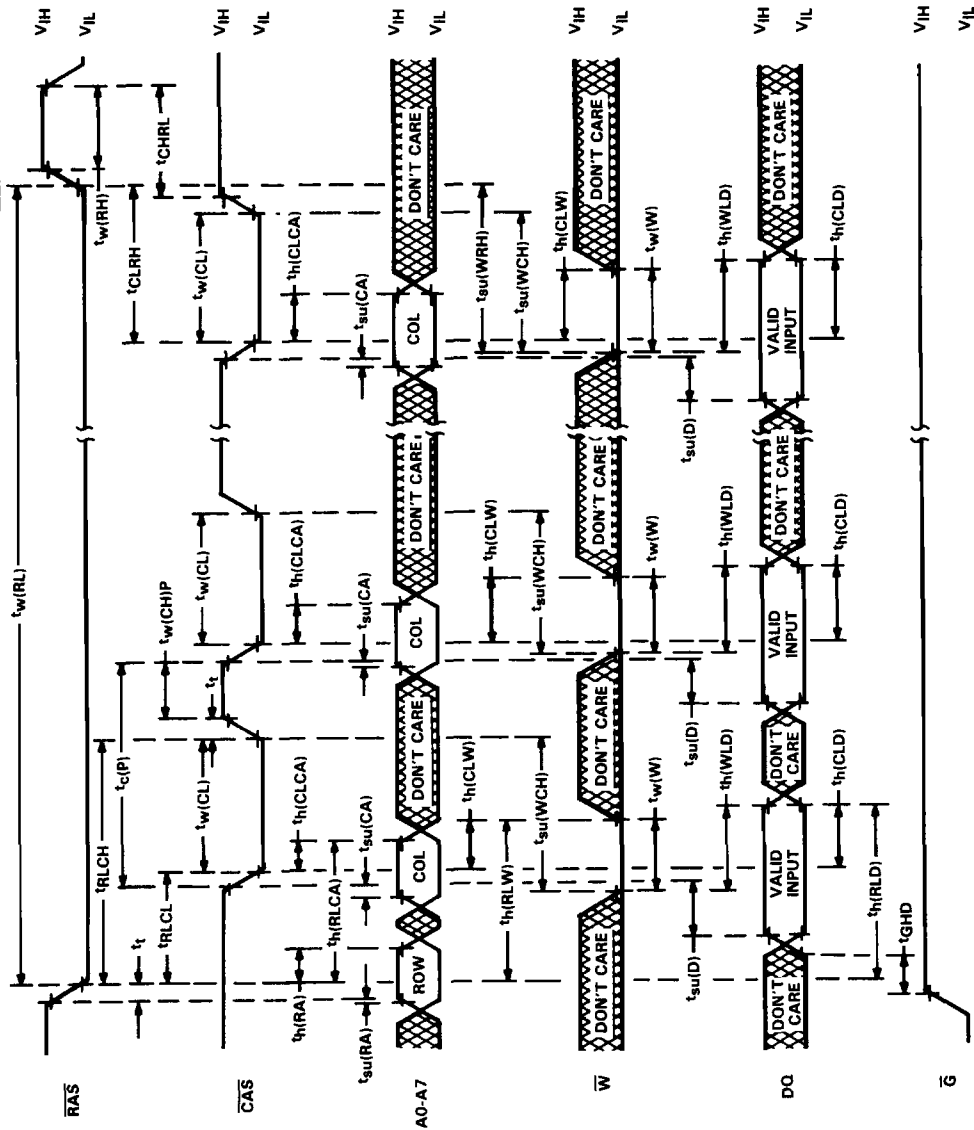 VIH
VIL
RAS
tw(RL)
tt
tRLCL
tRLCH
tc(P)
tw(CH)P
tCLRH
tw(RH)
tCHRL
VIH
VIL
CAS
tw(CL)
tt
tw(CL)
tw(CL)
th(RA)
tsu(RA)
th(RLCA)
th(CLCA)
tsu(CA)
th(CLCA)
tsu(CA)
th(CLCA)
tsu(CA)
VIH
VIL
A0-A7
ROW
COL
DON'T CARE
COL
DON'T CARE
COL
DON'T CARE
th(RLW)
th(CLW)
tsu(WCH)
th(CLW)
tsu(WCH)
tsu(WRH)
tsu(WCH)
th(CLW)
VIH
VIL
W
DON'T CARE
DON'T CARE
DON'T CARE
DON'T CARE
tw(W)
tw(W)
tw(W)
tsu(D)
th(WLD)
tsu(D)
th(WLD)
tsu(D)
th(WLD)
VIH
VIL
DQ
DON'T
CARE
VALID
INPUT
DON'T
CARE
VALID
INPUT
DON'T CARE
VALID
INPUT
DON'T CARE
th(CLD)
th(CLD)
th(CLD)
th(RLD)
tGHD
VIH
VIL
G